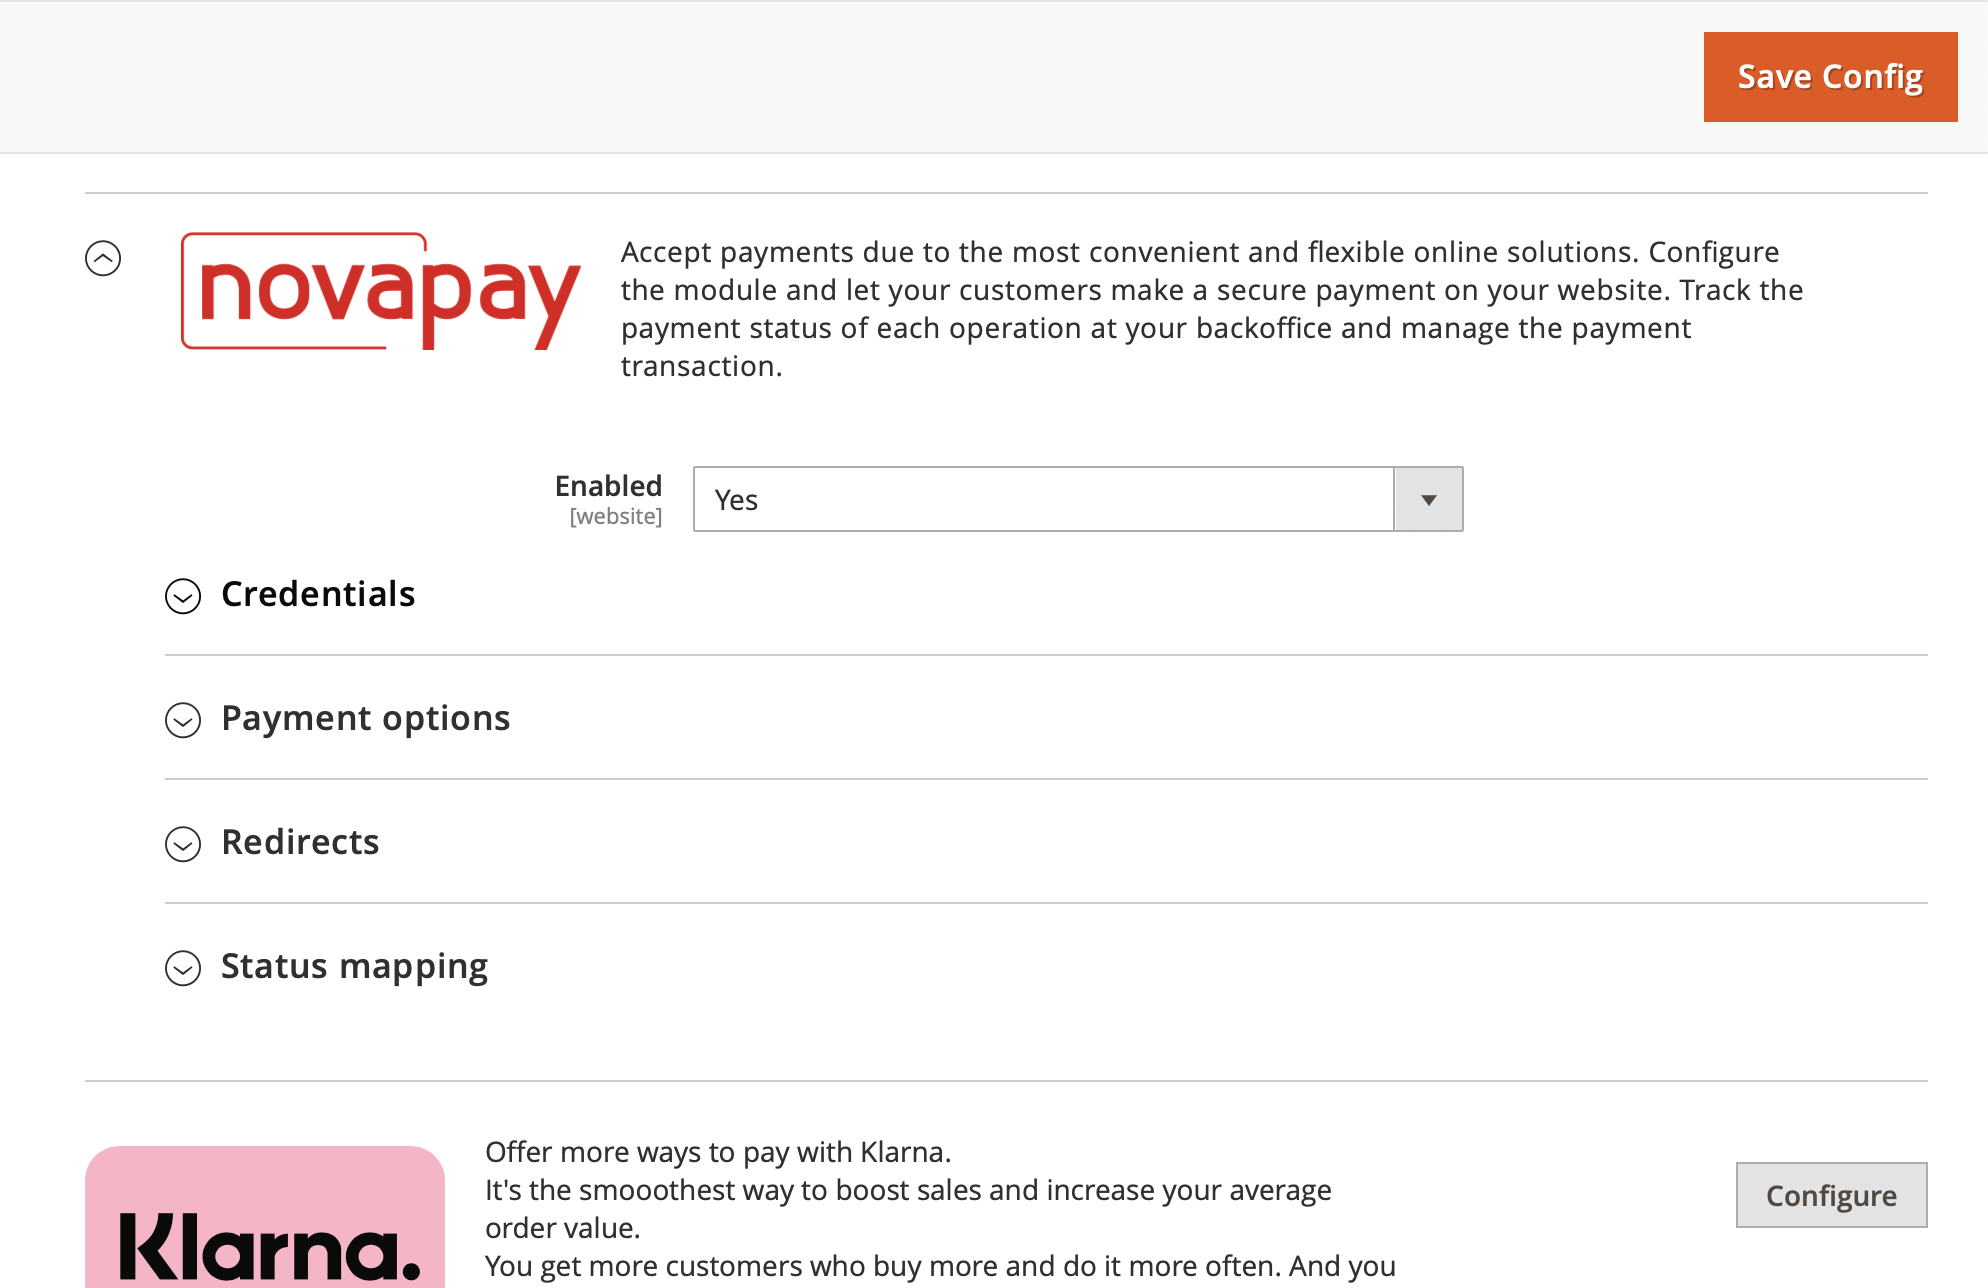 Save Config
novapay
Accept payments due to the most convenient and flexible online solutions. Configure
the module and let your customers make a secure payment on your website. Track the
payment status of each operation at your backoffice and manage the payment
transaction.
Enabled
[website]
Yes
Credentials
Payment options
Redirects
Status mapping
Klarna.
Offer more ways to pay with Klarna.
It's the smooothest way to boost sales and increase your average
order value.
You get more customers who buy more and do it more often. And you
Configure